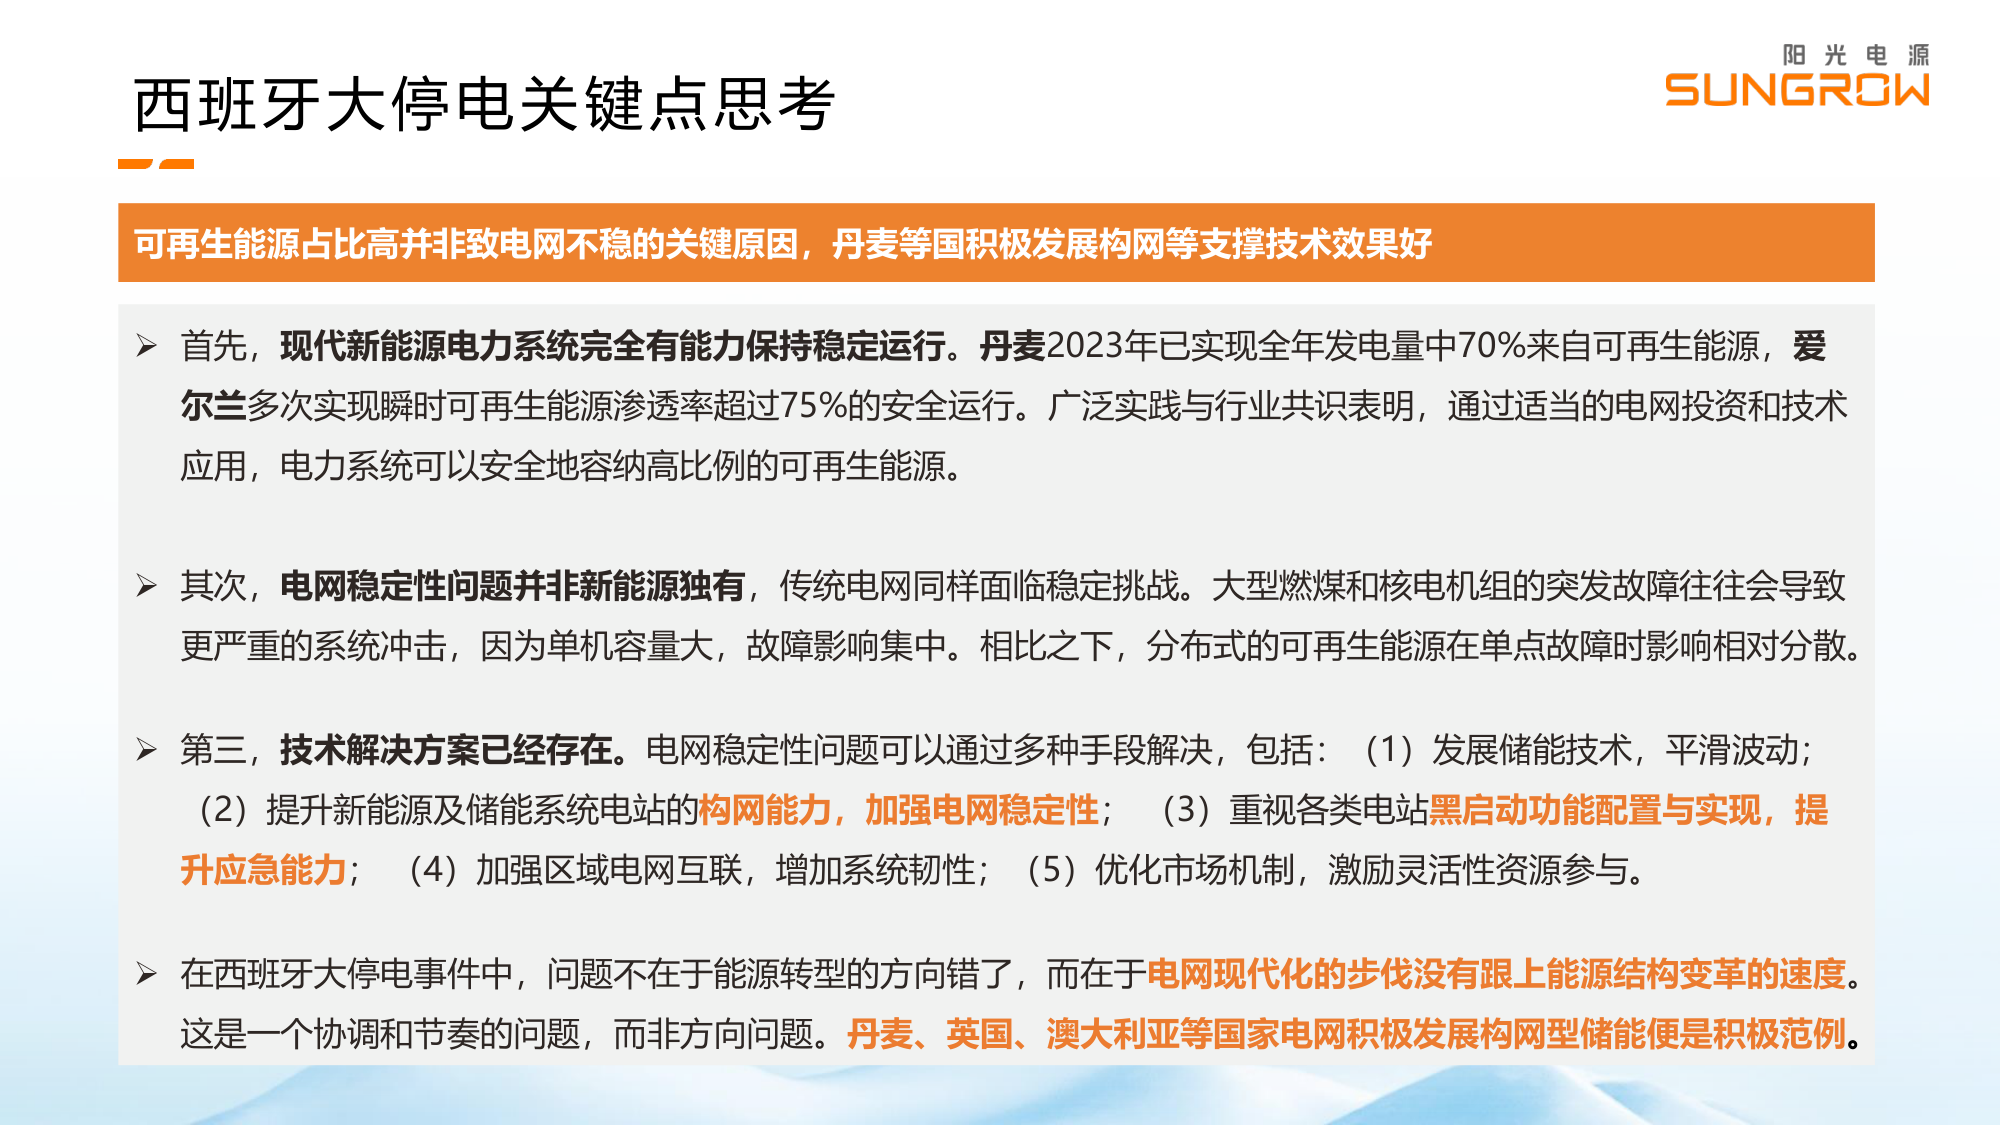 阳光电源
SUNGROW
西班牙大停电关键点思考
可再生能源占比高并非致电网不稳的关键原因，丹麦等国积极发展构网等支撑技术效果好
首先，现代新能源电力系统完全有能力保持稳定运行。丹麦2023年已实现全年发电量中70%来自可再生能源，爱
尔兰多次实现瞬时可再生能源渗透率超过75%的安全运行。广泛实践与行业共识表明，通过适当的电网投资和技术
应用，电力系统可以安全地容纳高比例的可再生能源。
其次，电网稳定性问题并非新能源独有，传统电网同样面临稳定挑战。大型燃煤和核电机组的突发故障往往会导致
更严重的系统冲击，因为单机容量大，故障影响集中。相比之下，分布式的可再生能源在单点故障时影响相对分散。
第三，技术解决方案已经存在。电网稳定性问题可以通过多种手段解决，包括：（1）发展储能技术，平滑波动；
（2）提升新能源及储能系统电站的构网能力，加强电网稳定性；（3）重视各类电站黑启动功能配置与实现，提
升应急能力；（4）加强区域电网互联，增加系统韧性；（5）优化市场机制，激励灵活性资源参与。
在西班牙大停电事件中，问题不在于能源转型的方向错了，而在于电网现代化的步伐没有跟上能源结构变革的速度。
这是一个协调和节奏的问题，而非方向问题。丹麦、英国、澳大利亚等国家电网积极发展构网型储能便是积极范例。